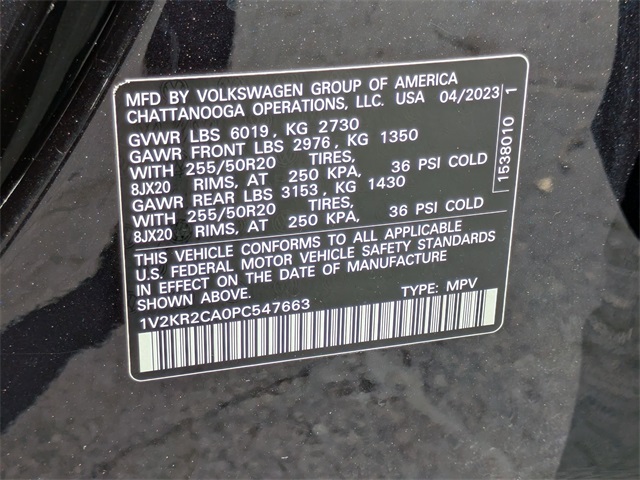 MFD BY VOLKSWAGEN GROUP OF AMERICA
CHATTANOOGA OPERATIONS, LLC. USA 04/2023
GVWR LBS 6019, KG 2730
GAWR FRONT LBS 2976, KG 1350
WITH 255/50R20 TIRES,
8JX20 RIMS, AT 250 KPA, 36 PSI COLD
GAWR REAR LBS 3153, KG 1430
WITH 255/50R20 TIRES,
8JX20 RIMS, AT 250 KPA, 36 PSI COLD
THIS VEHICLE CONFORMS TO ALL APPLICABLE
U.S. FEDERAL MOTOR VEHICLE SAFETY STANDARDS
IN EFFECT ON THE DATE OF MANUFACTURE
SHOWN ABOVE.
1V2KR2CA0PC547663 TYPE: MPV
1538010 1